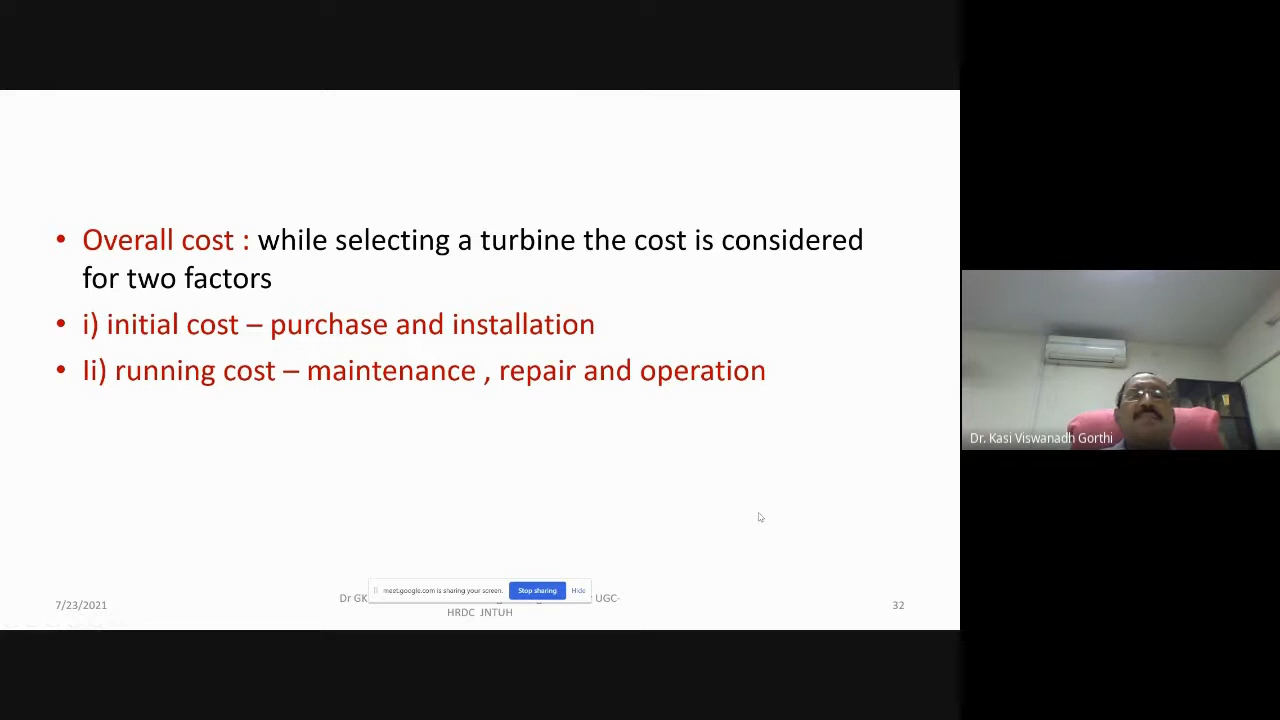 • Overall cost : while selecting a turbine the cost is considered
for two factors
• i) initial cost – purchase and installation
• Ii) running cost – maintenance , repair and operation
Dr. Kasi Viswanadh Gorthi
meet.google.com is sharing your screen. Stop sharing Hide
7/23/2021
Dr GK UGC-
HRDC JNTUH
32